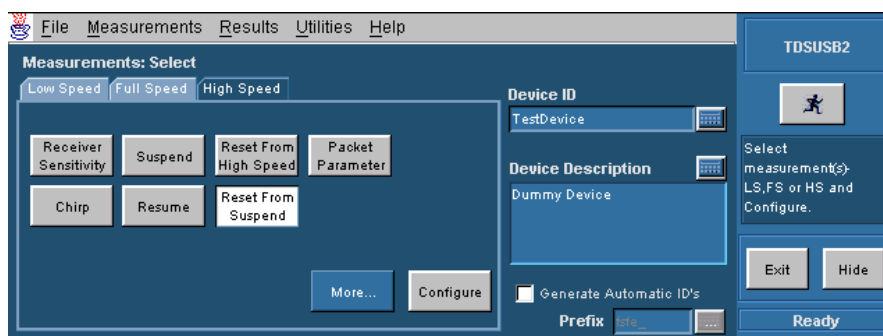 File Measurements Results Utilities Help
TDSUSB2
Measurements: Select
Low Speed Full Speed High Speed
Device ID
TestDevice
Receiver Sensitivity
Suspend
Reset From High Speed
Packet Parameter
Chirp
Resume
Reset From Suspend
More...
Configure
Device Description
Dummy Device
Generate Automatic ID's
Prefix
...
Select
measurement(s)-
LS,FS or HS and
Configure.
Exit
Hide
Ready